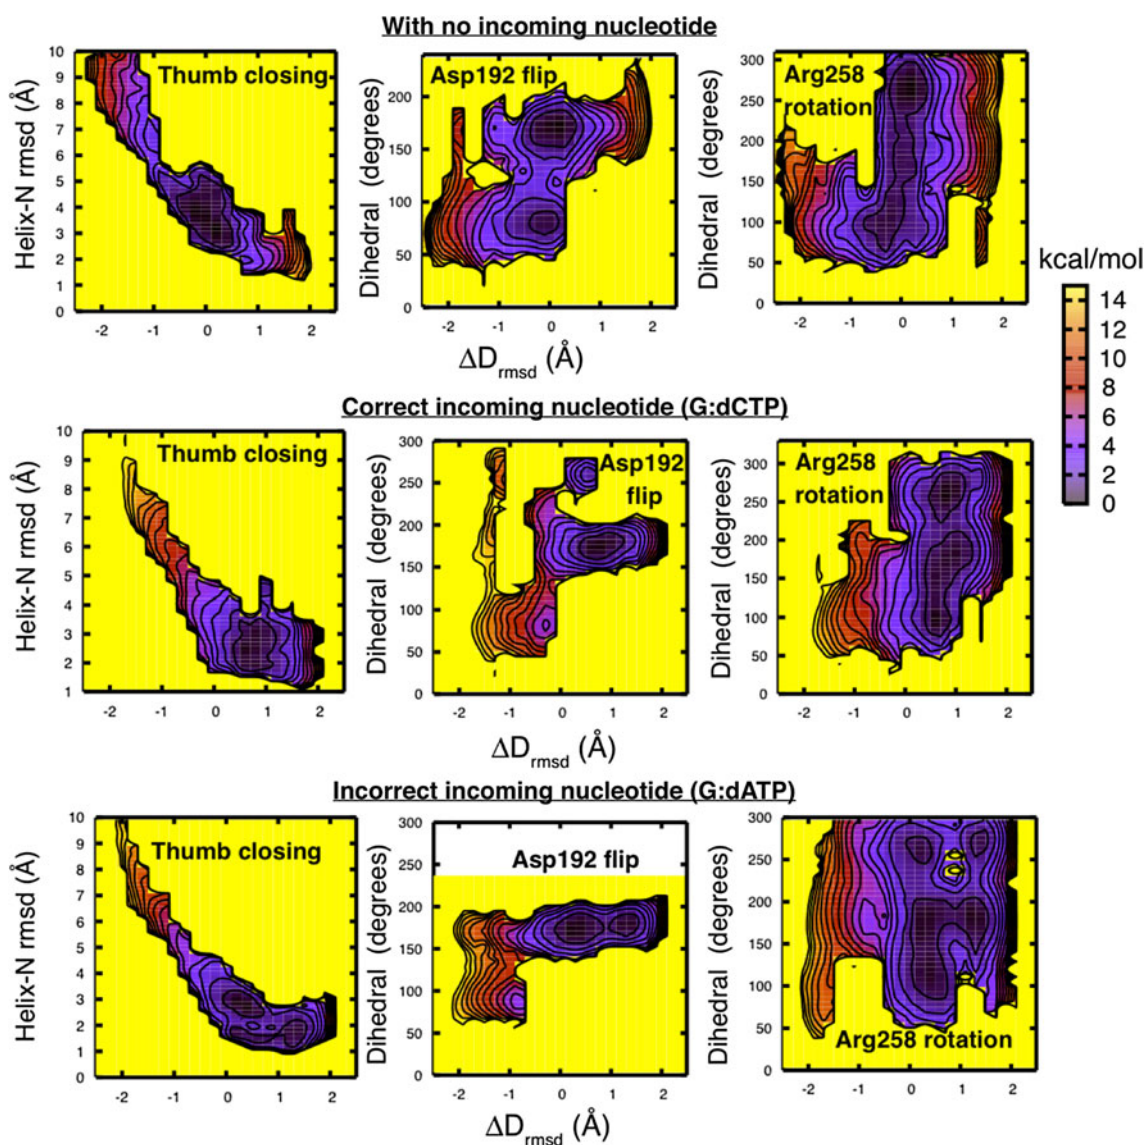 With no incoming nucleotide
Thumb closing
Asp192 flip
Arg258
rotation
Helix-N rmsd (Å)
10
9
8
7
6
5
4
3
2
1
0
-2 -1 0 1 2
Dihedral (degrees)
200
150
100
50
0
-2 -1 0 1 2
Dihedral (degrees)
300
250
200
150
100
50
0
-2 -1 0 1 2
ΔDrmsd (Å)
kcal/mol
14
12
10
8
6
4
2
0
Correct incoming nucleotide (G:dCTP)
Thumb closing
Asp192
flip
Arg258
rotation
Helix-N rmsd (Å)
10
9
8
7
6
5
4
3
2
1
-2 -1 0 1 2
Dihedral (degrees)
300
250
200
150
100
50
0
-2 -1 0 1 2
Dihedral (degrees)
300
250
200
150
100
50
0
-2 -1 0 1 2
ΔDrmsd (Å)
Incorrect incoming nucleotide (G:dATP)
Thumb closing
Asp192 flip
Arg258 rotation
Helix-N rmsd (Å)
10
9
8
7
6
5
4
3
2
1
0
-2 -1 0 1 2
Dihedral (degrees)
300
250
200
150
100
50
0
-2 -1 0 1 2
Dihedral (degrees)
300
250
200
150
100
50
0
-2 -1 0 1 2
ΔDrmsd (Å)